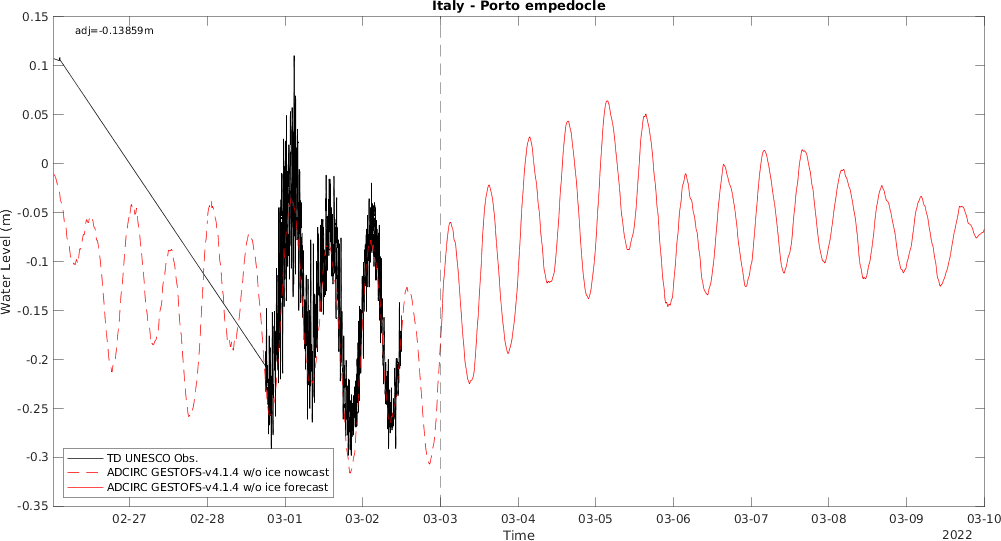 Italy - Porto empedocle
adj=-0.13859m
0.15
0.1
0.05
0
-0.05
-0.1
-0.15
-0.2
-0.25
-0.3
-0.35
Water Level (m)
TD UNESCO Obs.
ADCIRC GESTOFS-v4.1.4 w/o ice nowcast
ADCIRC GESTOFS-v4.1.4 w/o ice forecast
02-27 02-28 03-01 03-02 03-03 03-04 03-05 03-06 03-07 03-08 03-09 03-10
Time
2022